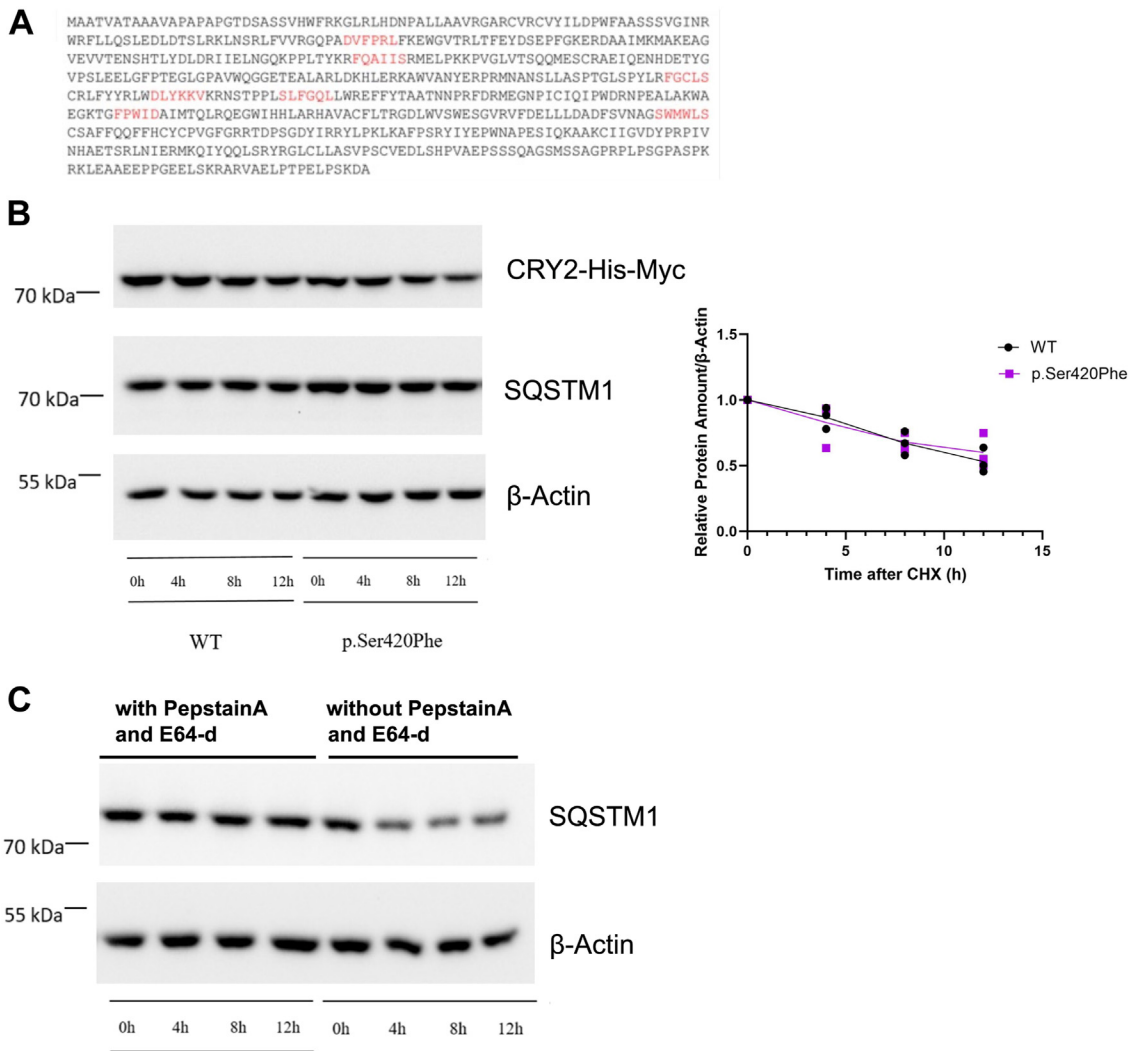 A
MAATVATAAAVAPAPAPGTDSASSVHWFRKGLRLHDNPALLAAVRGARCVRCVYILDPWFAASSSVGINR
WRFLLQSLEDLDTSLRKLNSRLFVVRGQPADVFPRLFKEWGVTRLTFEYDSEPFGKERDAAIMKMAKEAG
VEVVTENSHTLYDLDRIIELNGQKPPLTYKRFQAIISRMELPKKPVGLVTSQQMESCRAEIQENHDETYG
VPSLEELGFPTEGLGPAVWQGGETEALARLDKHLERKAWVANYERPRMNANSLLASPTGLSPYLRFGCLS
CRLFYYRLWDLYKKVKRNSTPPLSLFGQLLWREFFYTAATNNPRFDRMEGNPICIQIPWDRNPEALAKWA
EGKTGFPWIDAIMTQLRQEGWIHHLARHAVACFLTRGDLWVSWESGVRVFDELLLDADFSVNAGSWMWLS
CSAFFQQFFHCYCPVGFGRRTDPSGDYIRRYLPKLKAFPSRYIYEPWNAPESIQKAAKCIIGVDYPRPIV
NHAETSRLNIERMKQIYQQLSRYRGLCLLASVPSCVEDLSHPVAEPSSSQAGSMSSAGPRPLPSGPASPK
RKLEAAEEPPGEELSKRARVAELPTPELPSKDA
B
CRY2-His-Myc
70 kDa
SQSTM1
70 kDa
55 kDa
β-Actin
0h 4h 8h 12h 0h 4h 8h 12h
WT p.Ser420Phe
Relative Protein Amount/β-Actin
1.5
1.0
0.5
0.0
0 5 10 15
Time after CHX (h)
WT
p.Ser420Phe
C
with PepstainA
and E64-d
without PepstainA
and E64-d
SQSTM1
70 kDa
55 kDa
β-Actin
0h 4h 8h 12h 0h 4h 8h 12h